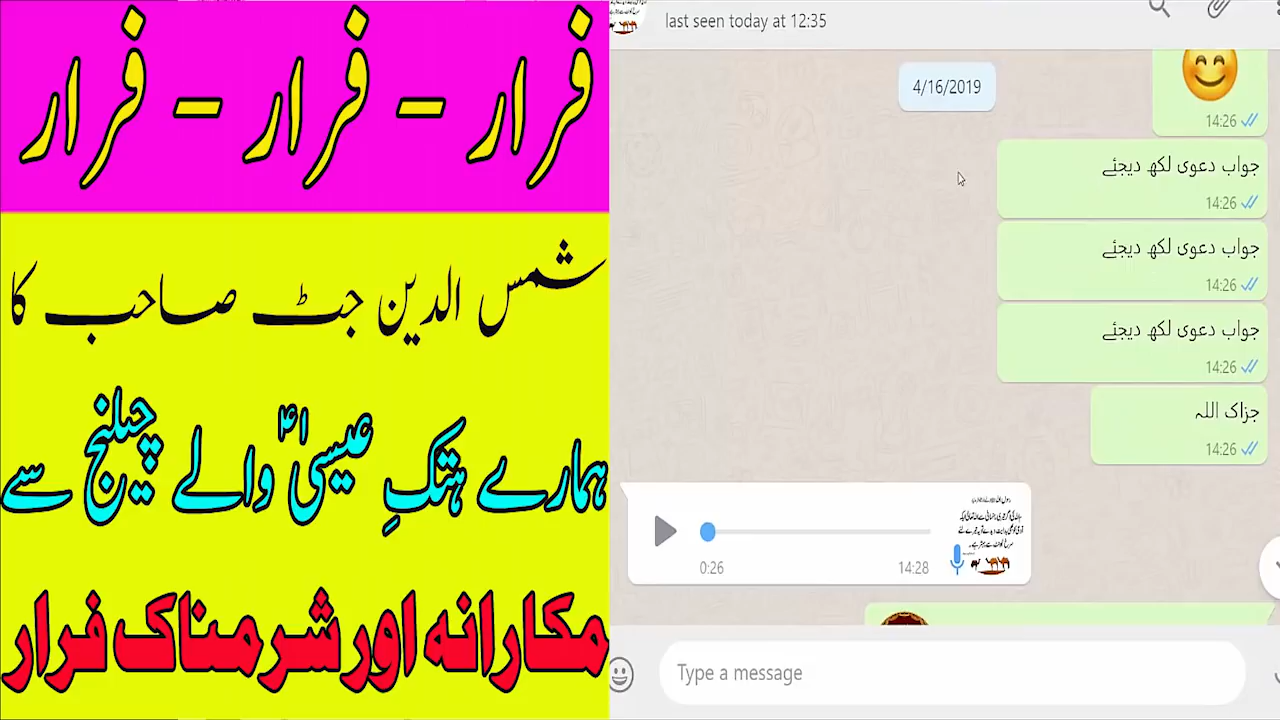 فرار - فرار - فرار
شمس الدین جٹ صاحب کا
ہمارے ہتکِ عیسیٰؑ والے چیلنج سے
مکارانہ اور شرمناک فرار
last seen today at 12:35
4/16/2019
14:26
جواب دعوی لکھ دیجئے
14:26
جواب دعوی لکھ دیجئے
14:26
جواب دعوی لکھ دیجئے
14:26
جزاک اللہ
14:26
0:26
14:28
Type a message